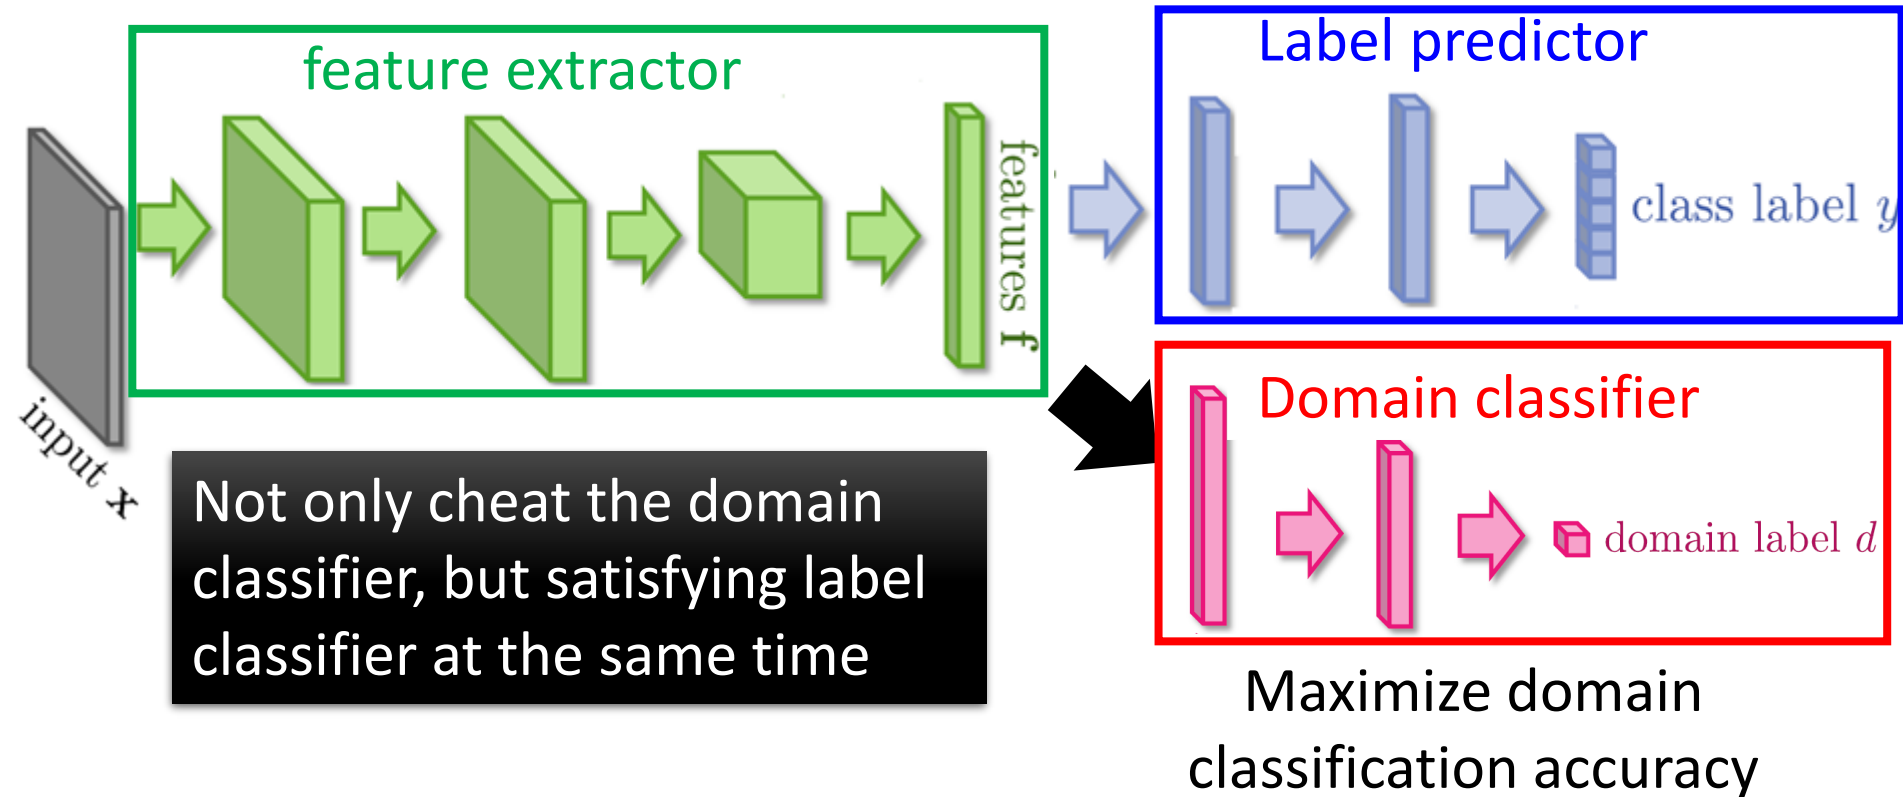 feature extractor
Label predictor
features f
class label y
input x
Domain classifier
domain label d
Not only cheat the domain
classifier, but satisfying label
classifier at the same time
Maximize domain
classification accuracy